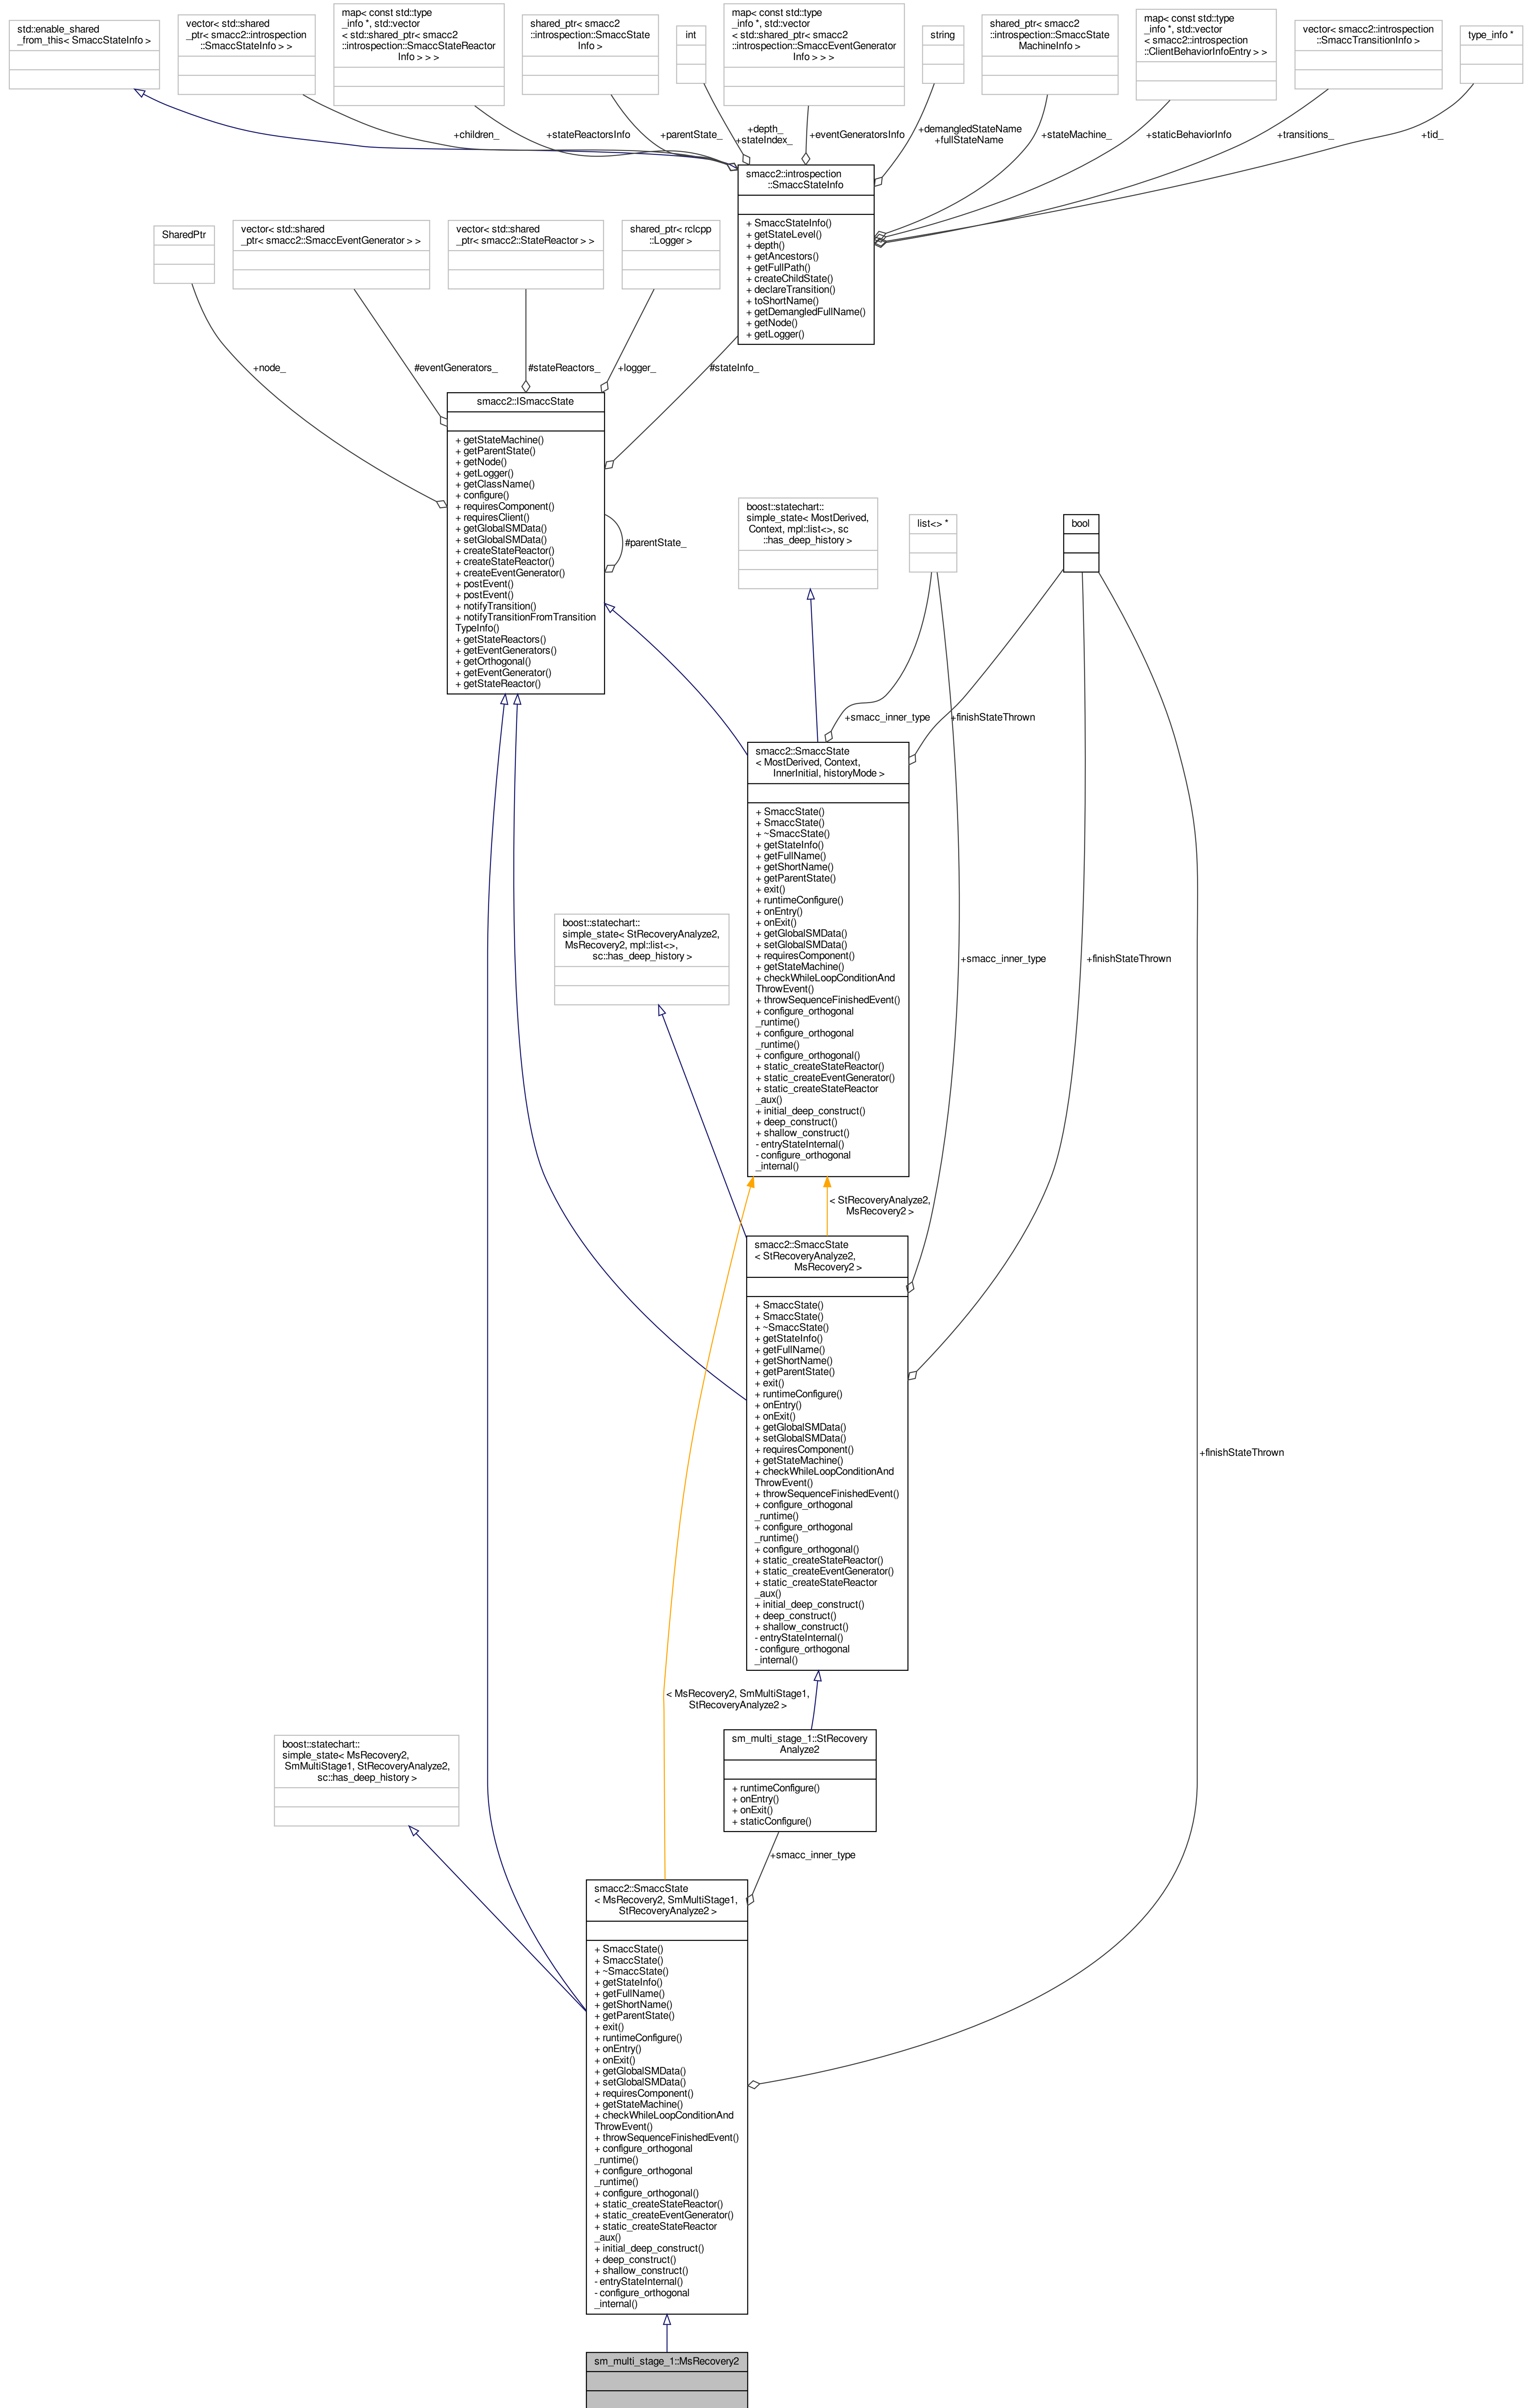 std::enable_shared
_from_this< SmaccStateInfo >
vector< std::shared
_ptr< smacc2::introspection
::SmaccStateInfo > >
map< const std::type
_info *, std::vector
< std::shared_ptr< smacc2
::introspection::SmaccStateReactor
Info > > >
shared_ptr< smacc2
::introspection::SmaccState
Info >
int
map< const std::type
_info *, std::vector
< std::shared_ptr< smacc2
::introspection::SmaccEventGenerator
Info > > >
string
shared_ptr< smacc2
::introspection::SmaccState
MachineInfo >
map< const std::type
_info *, std::vector
< smacc2::introspection
::ClientBehaviorInfoEntry > >
vector< smacc2::introspection
::SmaccTransitionInfo >
type_info *
+children_
+stateReactorsInfo
+parentState_
+depth_
+stateIndex_
+eventGeneratorsInfo
+demangledStateName
+fullStateName
+stateMachine_
+staticBehaviorInfo
+transitions_
+tid_
smacc2::introspection
::SmaccStateInfo
+ SmaccStateInfo()
+ getStateLevel()
+ depth()
+ getAncestors()
+ getFullPath()
+ createChildState()
+ declareTransition()
+ toShortName()
+ getDemangledFullName()
+ getNode()
+ getLogger()
SharedPtr
vector< std::shared
_ptr< smacc2::SmaccEventGenerator > >
vector< std::shared
_ptr< smacc2::StateReactor > >
shared_ptr< rclcpp
::Logger >
+node_
#eventGenerators_
#stateReactors_
+logger_
#stateInfo_
smacc2::ISmaccState
+ getStateMachine()
+ getParentState()
+ getNode()
+ getLogger()
+ getClassName()
+ configure()
+ requiresComponent()
+ requiresClient()
+ getGlobalSMData()
+ setGlobalSMData()
+ createStateReactor()
+ createStateReactor()
+ createEventGenerator()
+ postEvent()
+ postEvent()
+ notifyTransition()
+ notifyTransitionFromTransition
TypeInfo()
+ getStateReactors()
+ getEventGenerators()
+ getOrthogonal()
+ getEventGenerator()
+ getStateReactor()
#parentState_
boost::statechart::
simple_state< MostDerived,
Context, mpl::list<>, sc
::has_deep_history >
list<> *
bool
+smacc_inner_type
+finishStateThrown
smacc2::SmaccState
< MostDerived, Context,
InnerInitial, historyMode >
+ SmaccState()
+ SmaccState()
+ ~SmaccState()
+ getStateInfo()
+ getFullName()
+ getShortName()
+ getParentState()
+ exit()
+ runtimeConfigure()
+ onEntry()
+ onExit()
+ getGlobalSMData()
+ setGlobalSMData()
+ requiresComponent()
+ getStateMachine()
+ checkWhileLoopConditionAnd
ThrowEvent()
+ throwSequenceFinishedEvent()
+ configure_orthogonal
_runtime()
+ configure_orthogonal
_runtime()
+ configure_orthogonal()
+ static_createStateReactor()
+ static_createEventGenerator()
+ static_createStateReactor
_aux()
+ initial_deep_construct()
+ deep_construct()
+ shallow_construct()
- entryStateInternal()
- configure_orthogonal
_internal()
boost::statechart::
simple_state< StRecoveryAnalyze2,
MsRecovery2, mpl::list<>,
sc::has_deep_history >
+smacc_inner_type
+finishStateThrown
< StRecoveryAnalyze2,
MsRecovery2 >
smacc2::SmaccState
< StRecoveryAnalyze2,
MsRecovery2 >
+ SmaccState()
+ SmaccState()
+ ~SmaccState()
+ getStateInfo()
+ getFullName()
+ getShortName()
+ getParentState()
+ exit()
+ runtimeConfigure()
+ onEntry()
+ onExit()
+ getGlobalSMData()
+ setGlobalSMData()
+ requiresComponent()
+ getStateMachine()
+ checkWhileLoopConditionAnd
ThrowEvent()
+ throwSequenceFinishedEvent()
+ configure_orthogonal
_runtime()
+ configure_orthogonal
_runtime()
+ configure_orthogonal()
+ static_createStateReactor()
+ static_createEventGenerator()
+ static_createStateReactor
_aux()
+ initial_deep_construct()
+ deep_construct()
+ shallow_construct()
- entryStateInternal()
- configure_orthogonal
_internal()
+finishStateThrown
< MsRecovery2, SmMultiStage1,
StRecoveryAnalyze2 >
boost::statechart::
simple_state< MsRecovery2,
SmMultiStage1, StRecoveryAnalyze2,
sc::has_deep_history >
sm_multi_stage_1::StRecovery
Analyze2
+ runtimeConfigure()
+ onEntry()
+ onExit()
+ staticConfigure()
+smacc_inner_type
smacc2::SmaccState
< MsRecovery2, SmMultiStage1,
StRecoveryAnalyze2 >
+ SmaccState()
+ SmaccState()
+ ~SmaccState()
+ getStateInfo()
+ getFullName()
+ getShortName()
+ getParentState()
+ exit()
+ runtimeConfigure()
+ onEntry()
+ onExit()
+ getGlobalSMData()
+ setGlobalSMData()
+ requiresComponent()
+ getStateMachine()
+ checkWhileLoopConditionAnd
ThrowEvent()
+ throwSequenceFinishedEvent()
+ configure_orthogonal
_runtime()
+ configure_orthogonal
_runtime()
+ configure_orthogonal()
+ static_createStateReactor()
+ static_createEventGenerator()
+ static_createStateReactor
_aux()
+ initial_deep_construct()
+ deep_construct()
+ shallow_construct()
- entryStateInternal()
- configure_orthogonal
_internal()
sm_multi_stage_1::MsRecovery2